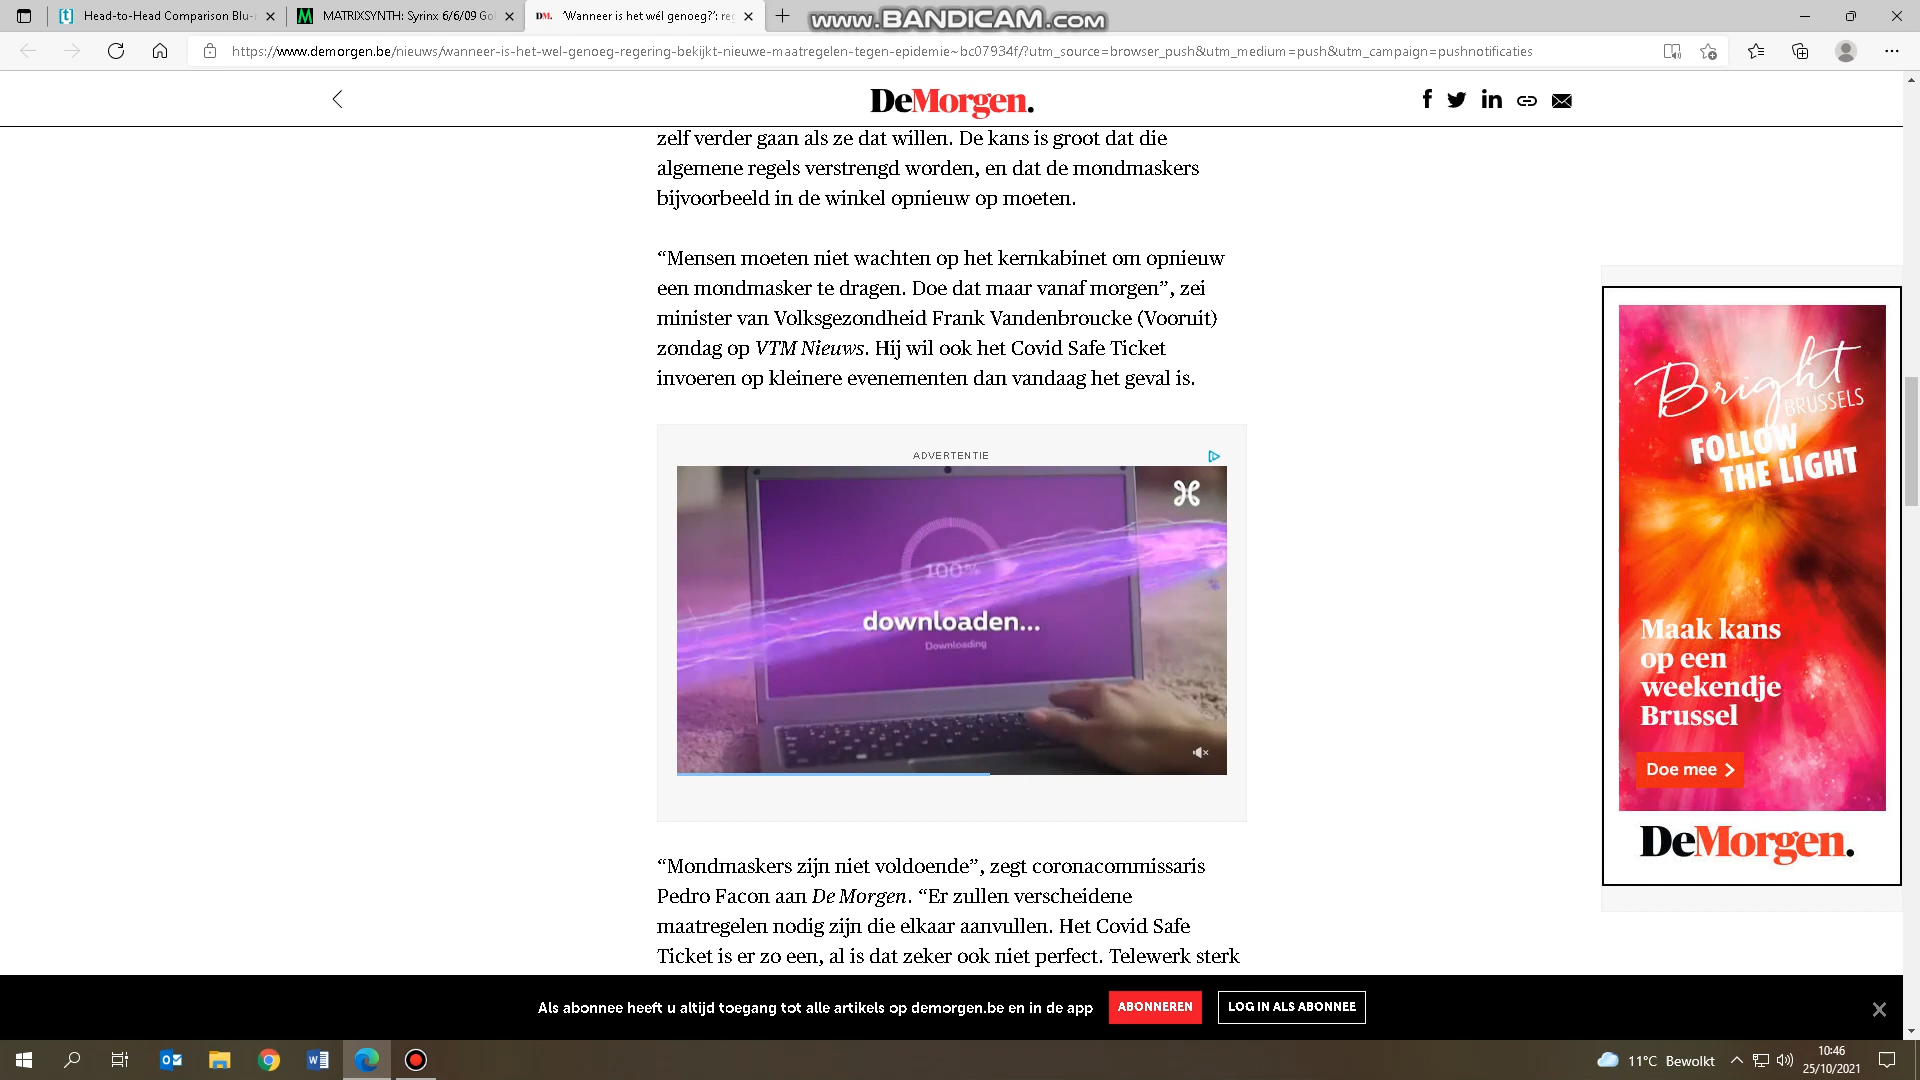 Head-to-Head Comparison Blu-r
MATRIXSYNTH: Syrinx 6/6/09 Go
DM.
'Wanneer is het wél genoeg?': reg
www.BANDICAM.com
https://www.demorgen.be/nieuws/wanneer-is-het-wel-genoeg-regering-bekijkt-nieuwe-maatregelen-tegen-epidemie~bc07934f/?utm_source=browser_push&utm_medium=push&utm_campaign=pushnotificaties
DeMorgen.
zelf verder gaan als ze dat willen. De kans is groot dat die
algemene regels verstrengd worden, en dat de mondmaskers
bijvoorbeeld in de winkel opnieuw op moeten.
“Mensen moeten niet wachten op het kernkabinet om opnieuw
een mondmasker te dragen. Doe dat maar vanaf morgen”, zei
minister van Volksgezondheid Frank Vandenbroucke (Vooruit)
zondag op VTM Nieuws. Hij wil ook het Covid Safe Ticket
invoeren op kleinere evenementen dan vandaag het geval is.
ADVERTENTIE
100%
downloaden...
Downloading
Bright
BRUSSELS
FOLLOW
THE LIGHT
Maak kans
op een
weekendje
Brussel
Doe mee
DeMorgen.
“Mondmaskers zijn niet voldoende”, zegt coronacommissaris
Pedro Facon aan De Morgen. “Er zullen verscheidene
maatregelen nodig zijn die elkaar aanvullen. Het Covid Safe
Ticket is er zo een, al is dat zeker ook niet perfect. Telewerk sterk
Als abonnee heeft u altijd toegang tot alle artikels op demorgen.be en in de app
ABONNEREN
LOG IN ALS ABONNEE
11°C Bewolkt
10:46
25/10/2021